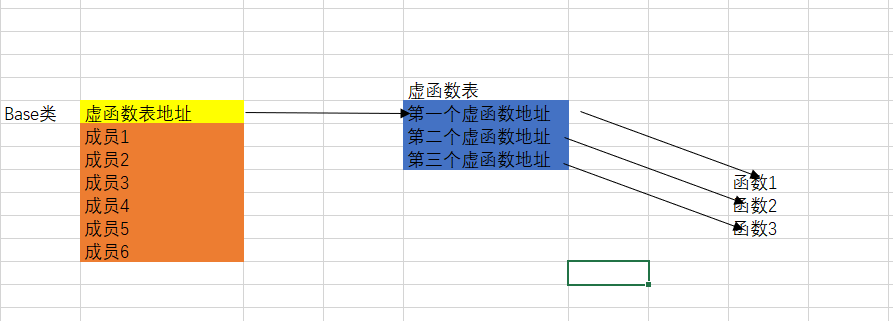 虚函数表
Base类 虚函数表地址 第一个虚函数地址
成员1 第二个虚函数地址
成员2 第三个虚函数地址
成员3 函数1
成员4 函数2
成员5 函数3
成员6